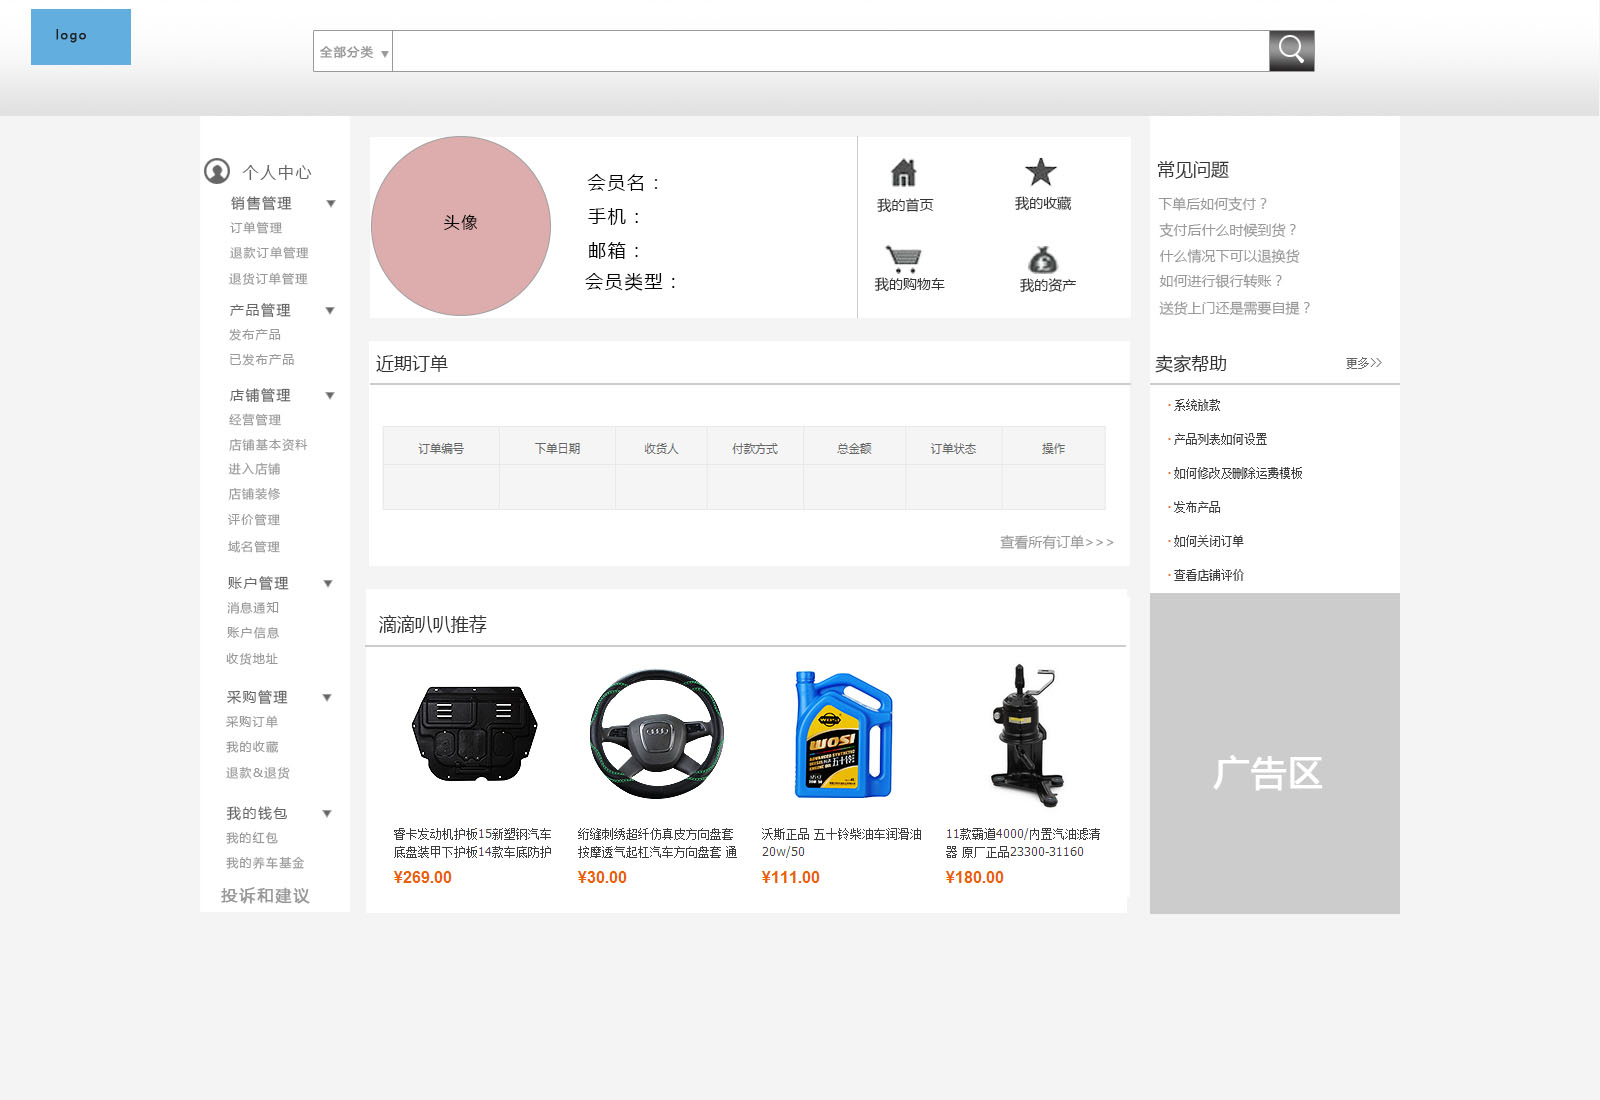 logo
全部分类 ▼
个人中心
销售管理 ▼
订单管理
退款订单管理
退货订单管理
产品管理 ▼
发布产品
已发布产品
店铺管理 ▼
经营管理
店铺基本资料
进入店铺
店铺装修
评价管理
域名管理
账户管理 ▼
消息通知
账户信息
收货地址
采购管理 ▼
采购订单
我的收藏
退款&退货
我的钱包 ▼
我的红包
我的养车基金
投诉和建议
头像
会员名：
手机：
邮箱：
会员类型：
我的首页
我的收藏
我的购物车
我的资产
近期订单
订单编号 下单日期 收货人 付款方式 总金额 订单状态 操作
查看所有订单>>>
滴滴叭叭推荐
WOSI
WOSI
五十铃
睿卡发动机护板15新塑钢汽车
底盘装甲下护板14款车底防护
¥269.00
绗缝刺绣超纤仿真皮方向盘套
按摩透气起杠汽车方向盘套 通
¥30.00
沃斯正品 五十铃柴油车润滑油
20w/50
¥111.00
11款霸道4000/内置汽油滤清
器 原厂正品23300-31160
¥180.00
常见问题
下单后如何支付？
支付后什么时候到货？
什么情况下可以退换货
如何进行银行转账？
送货上门还是需要自提？
卖家帮助 更多>>
·系统放款
·产品列表如何设置
·如何修改及删除运费模板
·发布产品
·如何关闭订单
·查看店铺评价
广告区